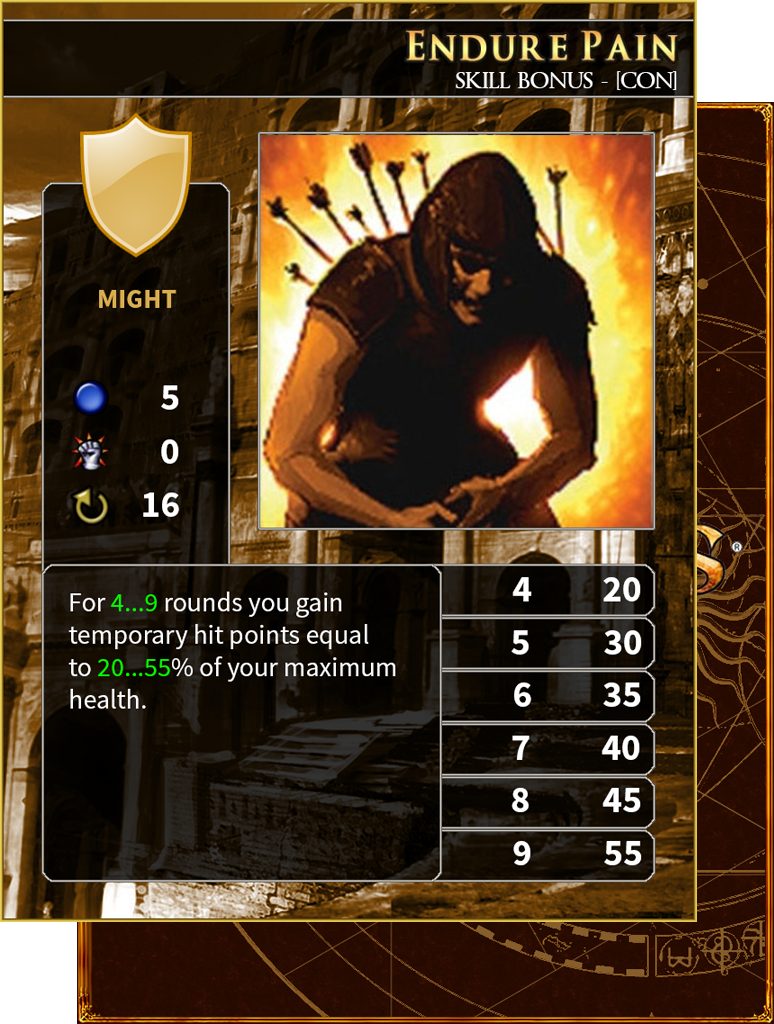 ENDURE PAIN
SKILL BONUS - [CON]
MIGHT
5
0
16
For 4...9 rounds you gain
temporary hit points equal
to 20...55% of your maximum
health.
4 20
5 30
6 35
7 40
8 45
9 55
S®